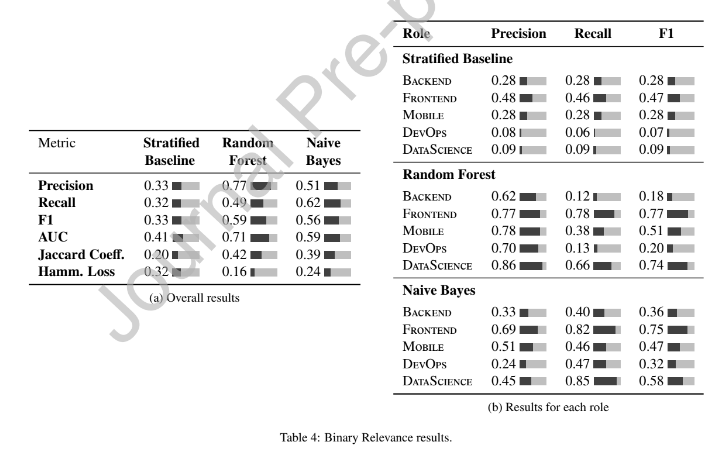 Metric Stratified Baseline Random Forest Naive Bayes
Precision 0.33 0.77 0.51
Recall 0.32 0.49 0.62
F1 0.33 0.59 0.56
AUC 0.41 0.71 0.59
Jaccard Coeff. 0.20 0.42 0.39
Hamm. Loss 0.32 0.16 0.24
(a) Overall results
Role Precision Recall F1
Stratified Baseline
BACKEND 0.28 0.28 0.28
FRONTEND 0.48 0.46 0.47
MOBILE 0.28 0.28 0.28
DEVOPS 0.08 0.06 0.07
DATASCIENCE 0.09 0.09 0.09
Random Forest
BACKEND 0.62 0.12 0.18
FRONTEND 0.77 0.78 0.77
MOBILE 0.78 0.38 0.51
DEVOPS 0.70 0.13 0.20
DATASCIENCE 0.86 0.66 0.74
Naive Bayes
BACKEND 0.33 0.40 0.36
FRONTEND 0.69 0.82 0.75
MOBILE 0.51 0.46 0.47
DEVOPS 0.24 0.47 0.32
DATASCIENCE 0.45 0.85 0.58
(b) Results for each role
Table 4: Binary Relevance results.
Journal Pre-p